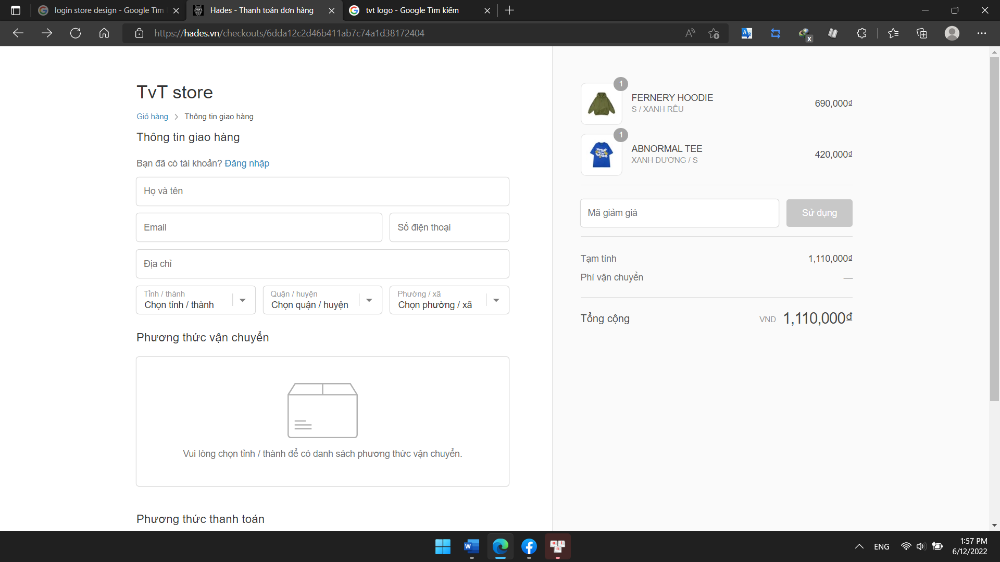 login store design - Google Tìm
Hades - Thanh toán đơn hàng
tvt logo - Google Tìm kiếm
https://hades.vn/checkouts/6dda12c2d46b411ab7c74a1d38172404
TvT store
Giỏ hàng
Thông tin giao hàng
Thông tin giao hàng
Bạn đã có tài khoản? Đăng nhập
Họ và tên
Email
Số điện thoại
Địa chỉ
Tỉnh / thành
Chọn tỉnh / thành
Quận / huyện
Chọn quận / huyện
Phường / xã
Chọn phường / xã
Phương thức vận chuyển
Vui lòng chọn tỉnh / thành để có danh sách phương thức vận chuyển.
Phương thức thanh toán
1
FERNERY HOODIE
S / XANH RÊU
690,000₫
1
ABNORMAL TEE
XANH DƯƠNG / S
420,000₫
Mã giảm giá
Sử dụng
Tạm tính
1,110,000₫
Phí vận chuyển
—
Tổng cộng
VND 1,110,000₫
ENG
1:57 PM
6/12/2022